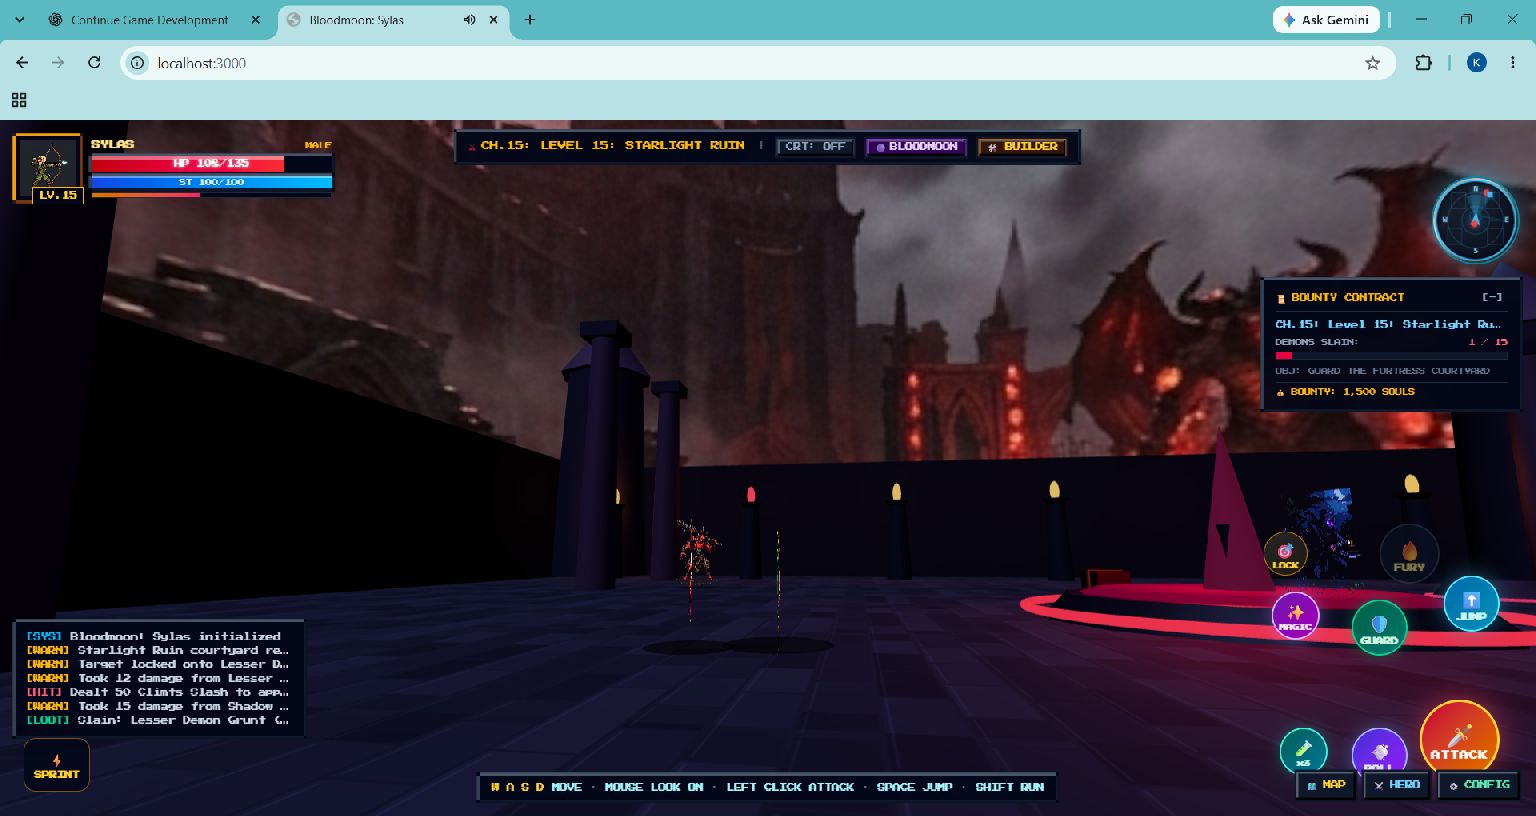 Continue Game Development
Bloodmoon: Sylas
Ask Gemini
localhost:3000
K
SYLAS
MALE
HP 108/135
ST 100/100
LV.15
CH.15: LEVEL 15: STARLIGHT RUIN
CRT: OFF
BLOODMOON
BUILDER
N
W
E
S
BOUNTY CONTRACT
[-]
CH.15: Level 15: Starlight Ru...
DEMONS SLAIN:
1 / 15
OBJ: GUARD THE FORTRESS COURTYARD
BOUNTY: 1,500 SOULS
LOCK
FURY
MAGIC
GUARD
JUMP
[SYS] Bloodmoon: Sylas initialized
[WARN] Starlight Ruin courtyard re...
[WARN] Target locked onto Lesser D...
[WARN] Took 12 damage from Lesser ...
[HIT] Dealt 50 Climts Slash to app...
[WARN] Took 15 damage from Shadow ...
[LOOT] Slain: Lesser Demon Grunt (...
SPRINT
x3
ROLL
ATTACK
W A S D MOVE · MOUSE LOOK ON · LEFT CLICK ATTACK · SPACE JUMP · SHIFT RUN
MAP
HERO
CONFIG